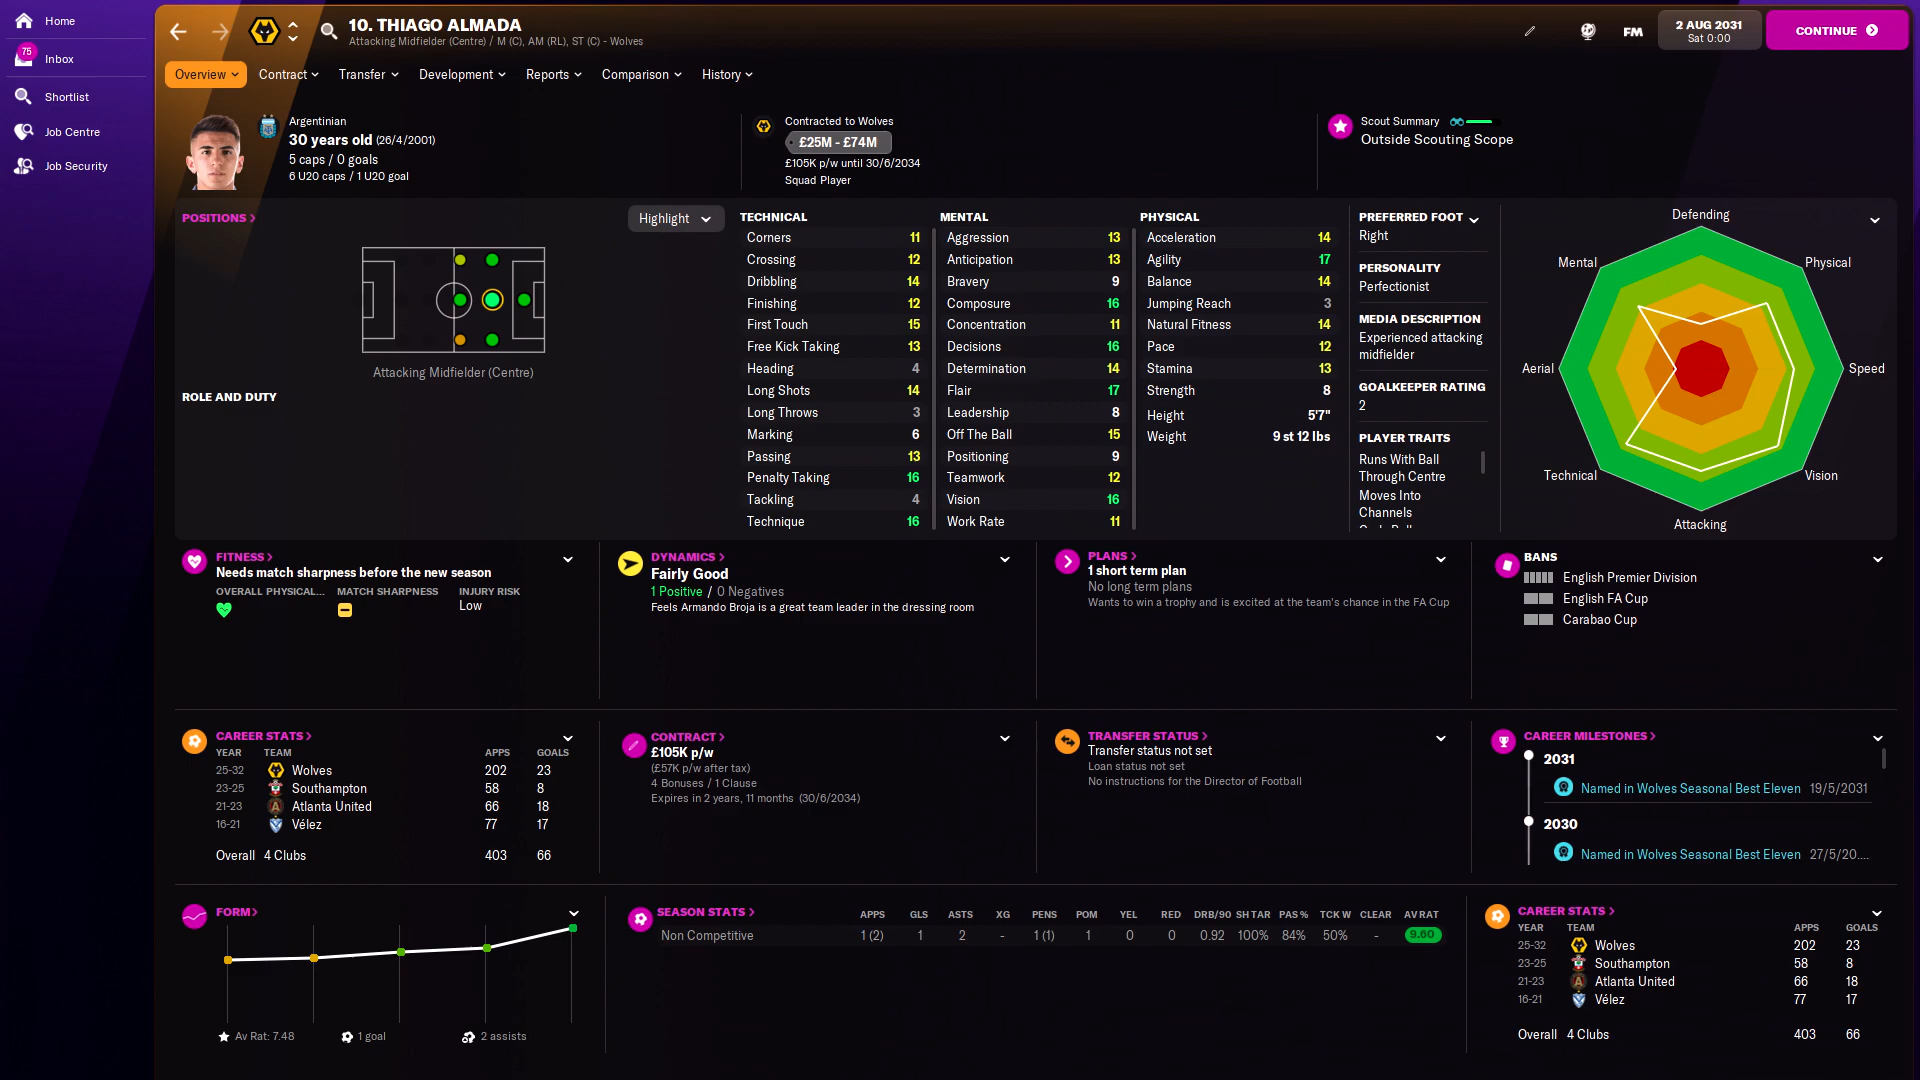 Home
75
Inbox
Shortlist
Job Centre
Job Security
10. THIAGO ALMADA
Attacking Midfielder (Centre) / M (C), AM (RL), ST (C) - Wolves
FM
2 AUG 2031
Sat 0:00
CONTINUE
Overview
Contract
Transfer
Development
Reports
Comparison
History
Argentinian
30 years old (26/4/2001)
5 caps / 0 goals
6 U20 caps / 1 U20 goal
Contracted to Wolves
£25M - £74M
£105K p/w until 30/6/2034
Squad Player
Scout Summary
Outside Scouting Scope
POSITIONS
Highlight
Attacking Midfielder (Centre)
ROLE AND DUTY
TECHNICAL
Corners 11
Crossing 12
Dribbling 14
Finishing 12
First Touch 15
Free Kick Taking 13
Heading 4
Long Shots 14
Long Throws 3
Marking 6
Passing 13
Penalty Taking 16
Tackling 4
Technique 16
MENTAL
Aggression 13
Anticipation 13
Bravery 9
Composure 16
Concentration 11
Decisions 16
Determination 14
Flair 17
Leadership 8
Off The Ball 15
Positioning 9
Teamwork 12
Vision 16
Work Rate 11
PHYSICAL
Acceleration 14
Agility 17
Balance 14
Jumping Reach 3
Natural Fitness 14
Pace 12
Stamina 13
Strength 8
Height 5'7"
Weight 9 st 12 lbs
PREFERRED FOOT
Right
PERSONALITY
Perfectionist
MEDIA DESCRIPTION
Experienced attacking
midfielder
GOALKEEPER RATING
2
PLAYER TRAITS
Runs With Ball
Through Centre
Moves Into
Channels
Defending
Mental
Physical
Aerial
Speed
Technical
Vision
Attacking
FITNESS
Needs match sharpness before the new season
OVERALL PHYSICAL... MATCH SHARPNESS INJURY RISK
Low
DYNAMICS
Fairly Good
1 Positive / 0 Negatives
Feels Armando Broja is a great team leader in the dressing room
PLANS
1 short term plan
No long term plans
Wants to win a trophy and is excited at the team's chance in the FA Cup
BANS
English Premier Division
English FA Cup
Carabao Cup
CAREER STATS
YEAR TEAM APPS GOALS
25-32 Wolves 202 23
23-25 Southampton 58 8
21-23 Atlanta United 66 18
16-21 Vélez 77 17
Overall 4 Clubs 403 66
CONTRACT
£105K p/w
(£57K p/w after tax)
4 Bonuses / 1 Clause
Expires in 2 years, 11 months (30/6/2034)
TRANSFER STATUS
Transfer status not set
Loan status not set
No instructions for the Director of Football
CAREER MILESTONES
2031
Named in Wolves Seasonal Best Eleven 19/5/2031
2030
Named in Wolves Seasonal Best Eleven 27/5/20....
FORM
Av Rat: 7.48
1 goal
2 assists
SEASON STATS APPS GLS ASTS XG PENS POM YEL RED DRB/90 SH TAR PAS % TCK W CLEAR AV RAT
Non Competitive 1 (2) 1 2 - 1 (1) 1 0 0 0.92 100% 84% 50% - 9.60
CAREER STATS
YEAR TEAM APPS GOALS
25-32 Wolves 202 23
23-25 Southampton 58 8
21-23 Atlanta United 66 18
16-21 Vélez 77 17
Overall 4 Clubs 403 66